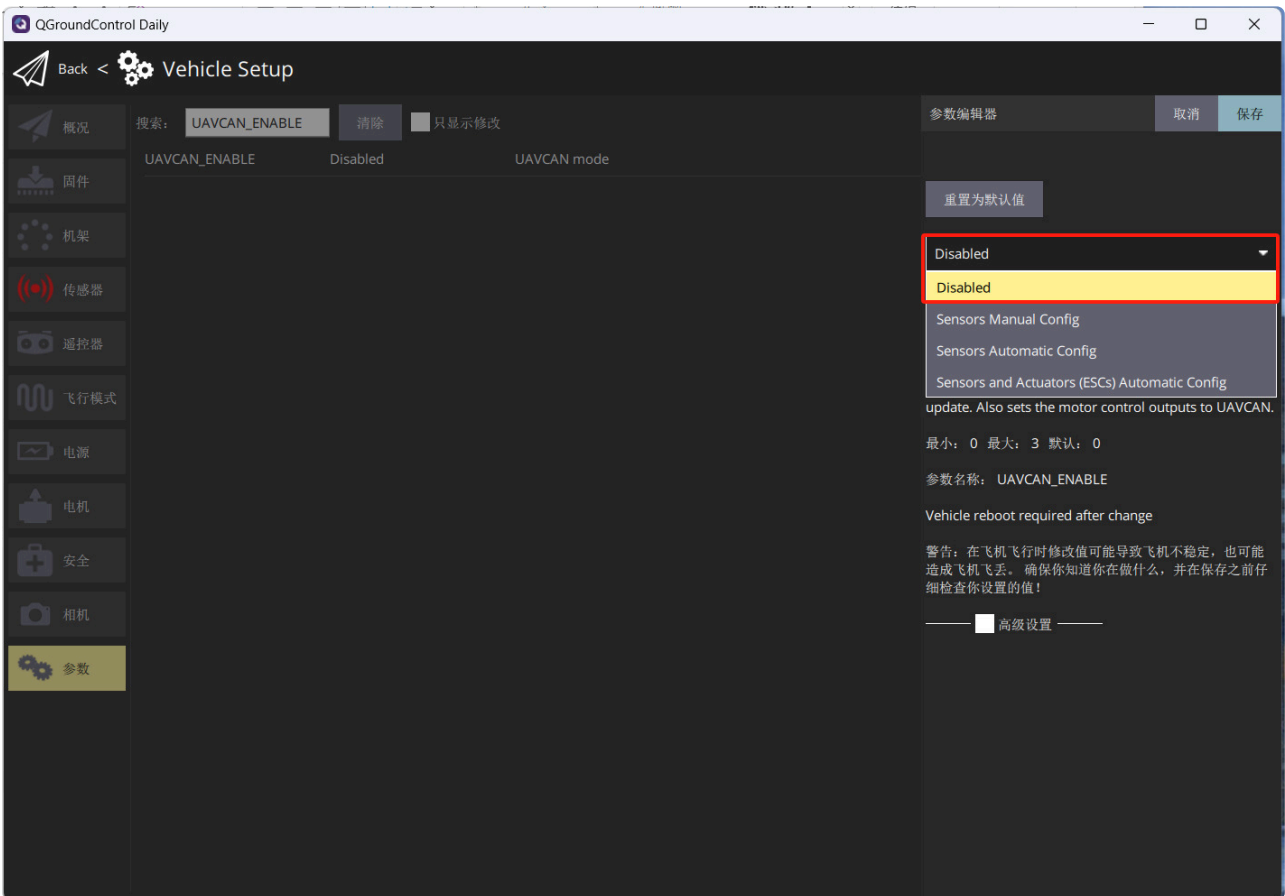 QGroundControl Daily
Back < Vehicle Setup
概况
固件
机架
传感器
遥控器
飞行模式
电源
电机
安全
相机
参数
搜索： UAVCAN_ENABLE 清除 只显示修改
UAVCAN_ENABLE Disabled UAVCAN mode
参数编辑器 取消 保存
重置为默认值
Disabled
Disabled
Sensors Manual Config
Sensors Automatic Config
Sensors and Actuators (ESCs) Automatic Config
update. Also sets the motor control outputs to UAVCAN.
最小： 0 最大： 3 默认： 0
参数名称： UAVCAN_ENABLE
Vehicle reboot required after change
警告：在飞机飞行时修改值可能导致飞机不稳定，也可能
造成飞机飞丢。 确保你知道你在做什么，并在保存之前仔
细检查你设置的值！
高级设置